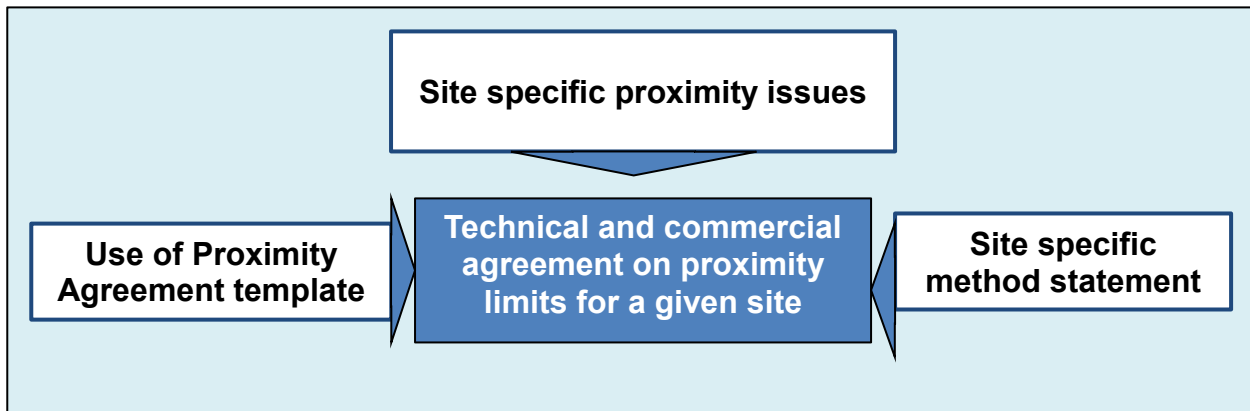 Site specific proximity issues
Use of Proximity
Agreement template
Technical and commercial
agreement on proximity
limits for a given site
Site specific
method statement